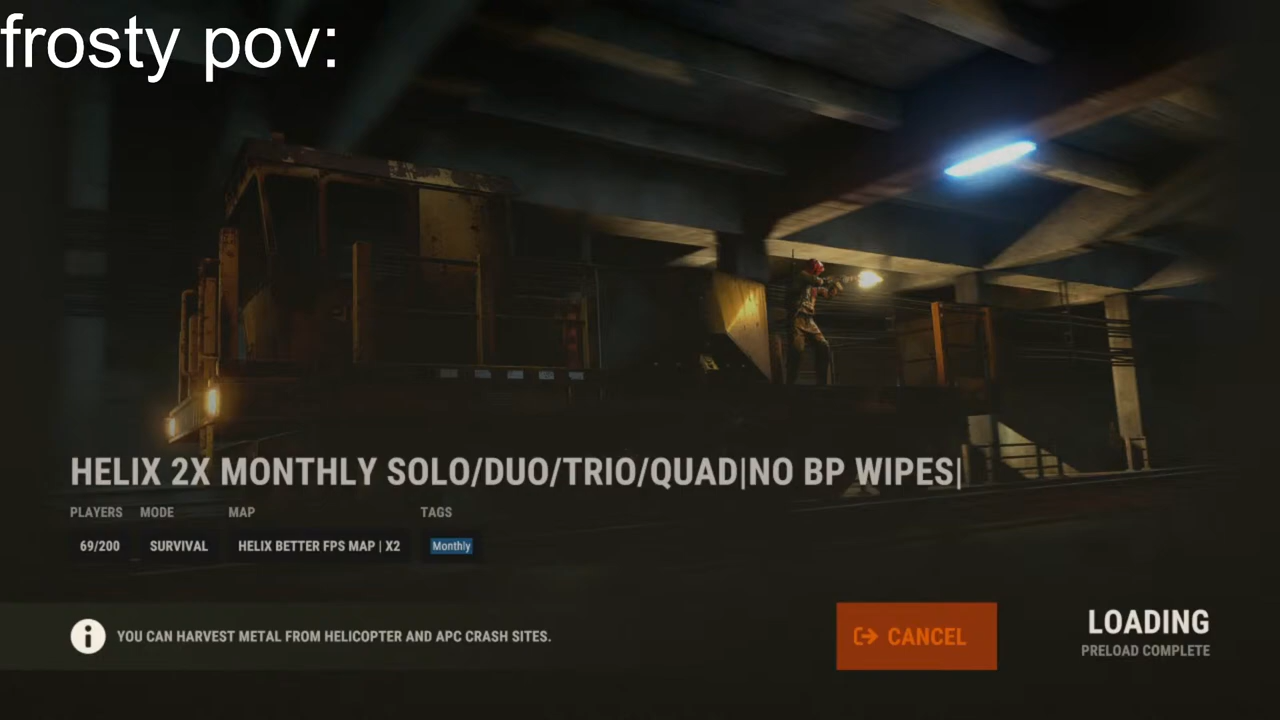 frosty pov:
HELIX 2X MONTHLY SOLO/DUO/TRIO/QUAD|NO BP WIPES|
PLAYERS MODE MAP TAGS
69/200 SURVIVAL HELIX BETTER FPS MAP | X2 Monthly
YOU CAN HARVEST METAL FROM HELICOPTER AND APC CRASH SITES.
CANCEL
LOADING
PRELOAD COMPLETE